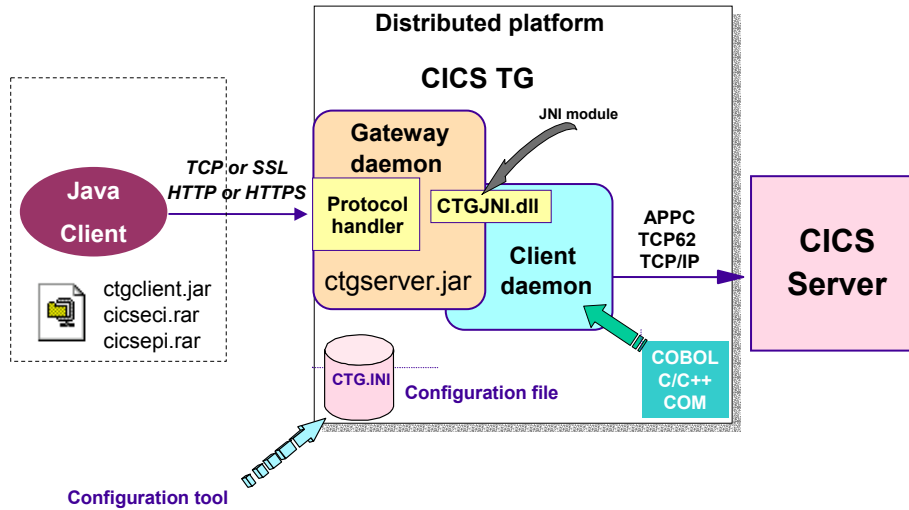 Distributed platform
CICS TG
JNI module
Gateway
daemon
TCP or SSL
HTTP or HTTPS
Java
Client
Protocol
handler
CTGJNI.dll
APPC
TCP62
TCP/IP
CICS
Server
Client
daemon
ctgserver.jar
ctgclient.jar
cicseci.rar
cicsepi.rar
COBOL
C/C++
COM
CTG.INI
Configuration file
Configuration tool